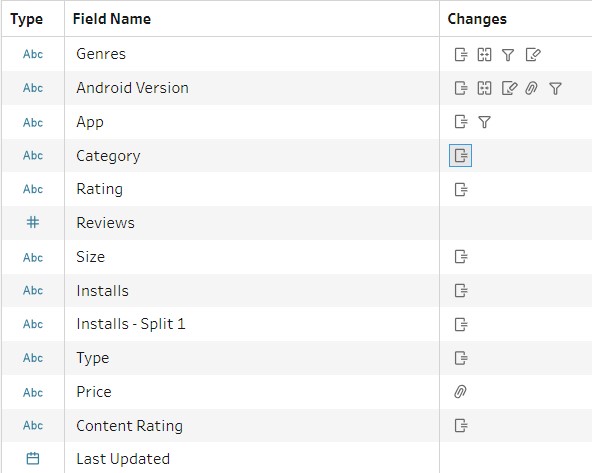 Type Field Name Changes
Abc Genres
Abc Android Version
Abc App
Abc Category
Abc Rating
# Reviews
Abc Size
Abc Installs
Abc Installs - Split 1
Abc Type
Abc Price
Abc Content Rating
Last Updated